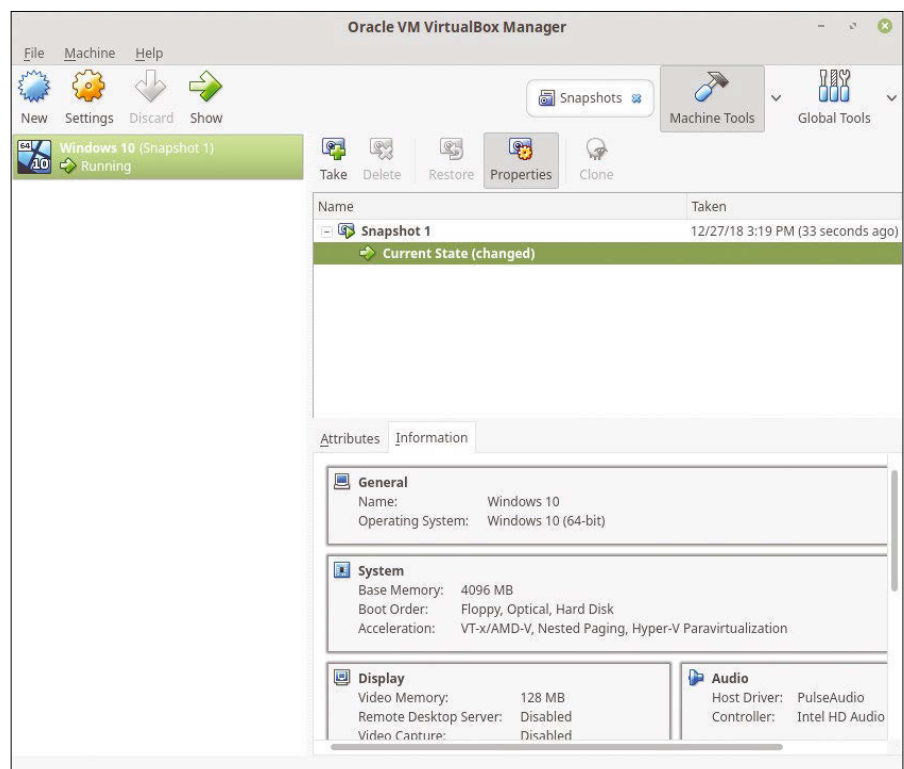 Oracle VM VirtualBox Manager
File Machine Help
New Settings Discard Show
Snapshots
Machine Tools
Global Tools
64
10
Windows 10 (Snapshot 1)
Running
Take Delete Restore Properties Clone
Name Taken
Snapshot 1 12/27/18 3:19 PM (33 seconds ago)
Current State (changed)
Attributes Information
General
Name: Windows 10
Operating System: Windows 10 (64-bit)
System
Base Memory: 4096 MB
Boot Order: Floppy, Optical, Hard Disk
Acceleration: VT-x/AMD-V, Nested Paging, Hyper-V Paravirtualization
Display
Video Memory: 128 MB
Remote Desktop Server: Disabled
Video Capture: Disabled
Audio
Host Driver: PulseAudio
Controller: Intel HD Audio